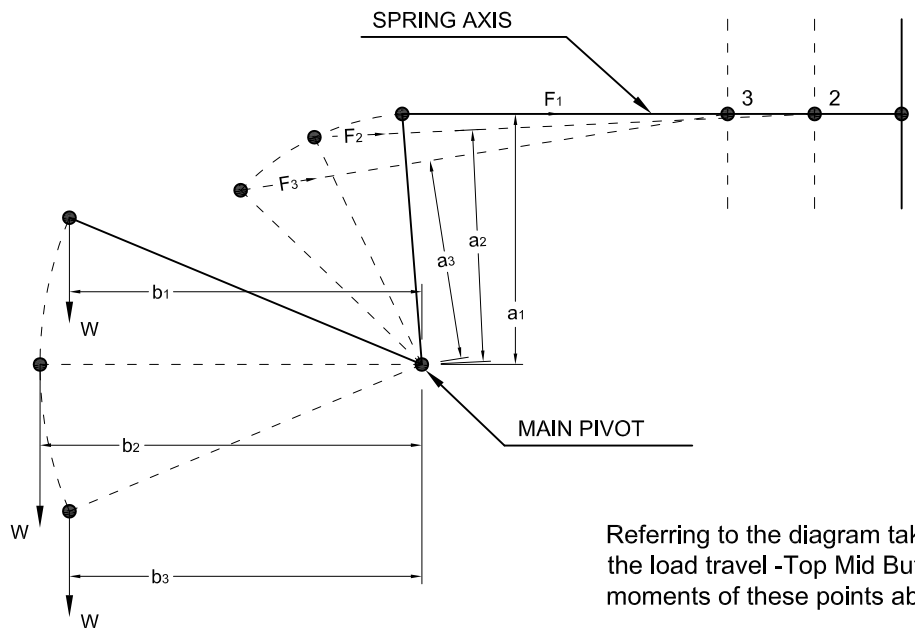 SPRING AXIS
F1
3
2
F2
F3
a3
a2
a1
b1
W
MAIN PIVOT
b2
W
b3
W
Referring to the diagram tak
the load travel -Top Mid Bu
moments of these points ab